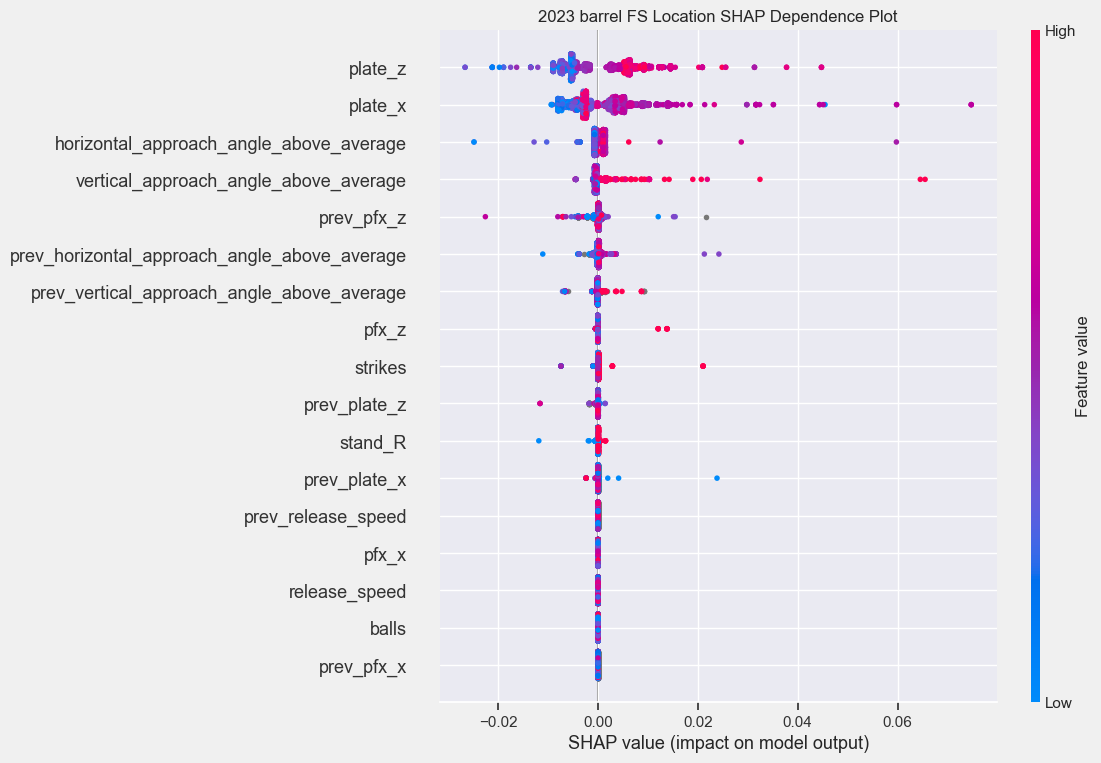 2023 barrel FS Location SHAP Dependence Plot
High
plate_z
plate_x
horizontal_approach_angle_above_average
vertical_approach_angle_above_average
prev_pfx_z
prev_horizontal_approach_angle_above_average
prev_vertical_approach_angle_above_average
pfx_z
strikes
prev_plate_z
stand_R
prev_plate_x
prev_release_speed
pfx_x
release_speed
balls
prev_pfx_x
Feature value
Low
−0.02 0.00 0.02 0.04 0.06
SHAP value (impact on model output)